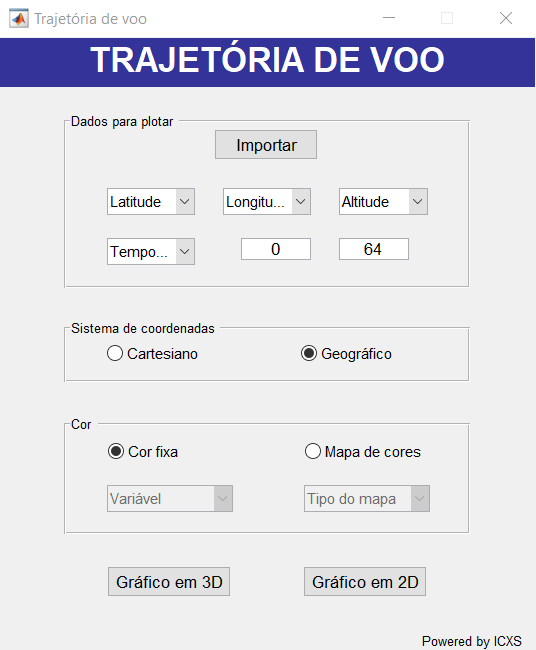 Trajetória de voo
TRAJETÓRIA DE VOO
Dados para plotar
Importar
Latitude Longitu... Altitude
Tempo... 0 64
Sistema de coordenadas
Cartesiano Geográfico
Cor
Cor fixa Mapa de cores
Variável Tipo do mapa
Gráfico em 3D Gráfico em 2D
Powered by ICXS